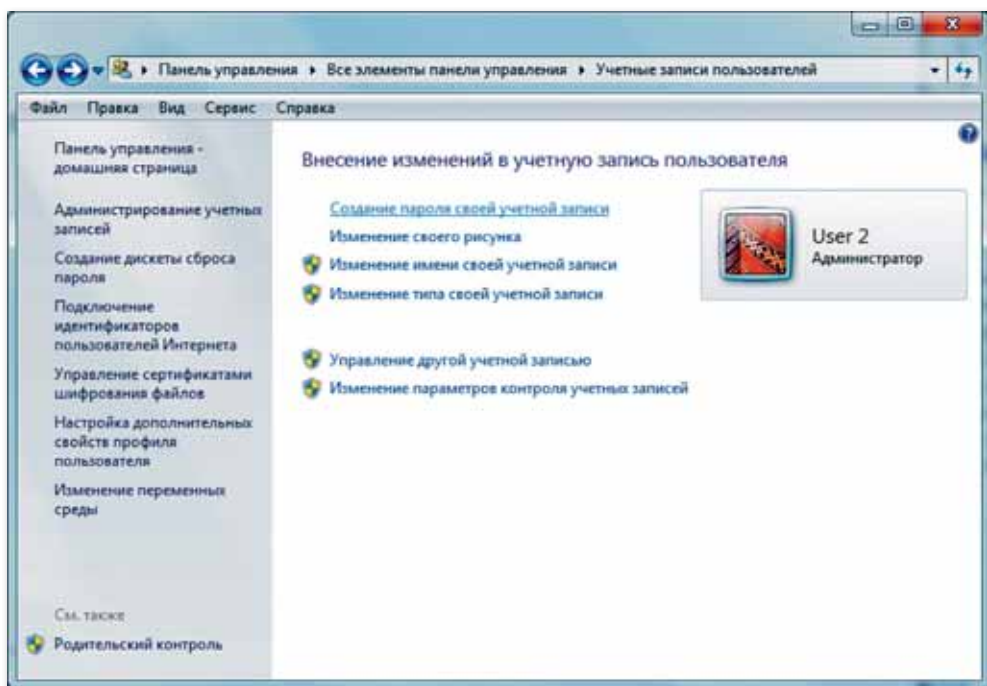 Панель управления ▸ Все элементы панели управления ▸ Учетные записи пользователей
Файл Правка Вид Сервис Справка
Панель управления -
домашняя страница
Администрирование учетных
записей
Создание дискеты сброса
пароля
Подключение
идентификаторов
пользователей Интернета
Управление сертификатами
шифрования файлов
Настройка дополнительных
свойств профиля
пользователя
Изменение переменных
среды
См. также
Родительский контроль
Внесение изменений в учетную запись пользователя
Создание пароля своей учетной записи
Изменение своего рисунка
Изменение имени своей учетной записи
Изменение типа своей учетной записи
Управление другой учетной записью
Изменение параметров контроля учетных записей
User 2
Администратор